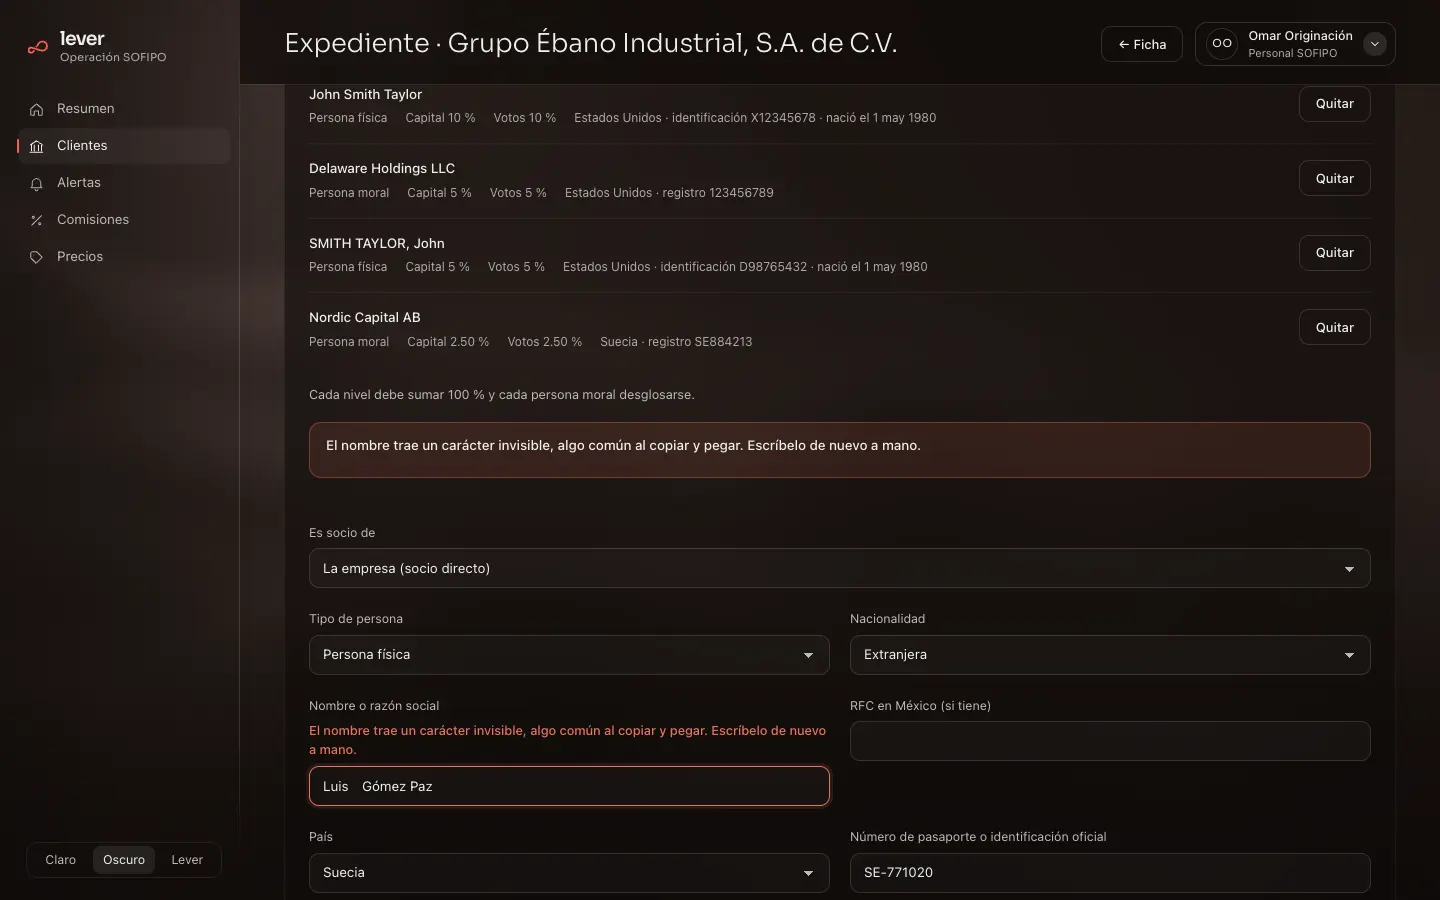 lever
Operación SOFIPO
Resumen
Clientes
Alertas
Comisiones
Precios
Claro Oscuro Lever
Expediente · Grupo Ébano Industrial, S.A. de C.V.
← Ficha
OO
Omar Originación
Personal SOFIPO
John Smith Taylor
Persona física Capital 10 % Votos 10 % Estados Unidos · identificación X12345678 · nació el 1 may 1980
Quitar
Delaware Holdings LLC
Persona moral Capital 5 % Votos 5 % Estados Unidos · registro 123456789
Quitar
SMITH TAYLOR, John
Persona física Capital 5 % Votos 5 % Estados Unidos · identificación D98765432 · nació el 1 may 1980
Quitar
Nordic Capital AB
Persona moral Capital 2.50 % Votos 2.50 % Suecia · registro SE884213
Quitar
Cada nivel debe sumar 100 % y cada persona moral desglosarse.
El nombre trae un carácter invisible, algo común al copiar y pegar. Escríbelo de nuevo a mano.
Es socio de
La empresa (socio directo)
Tipo de persona
Persona física
Nacionalidad
Extranjera
Nombre o razón social
El nombre trae un carácter invisible, algo común al copiar y pegar. Escríbelo de nuevo
a mano.
Luis Gómez Paz
RFC en México (si tiene)
País
Suecia
Número de pasaporte o identificación oficial
SE-771020